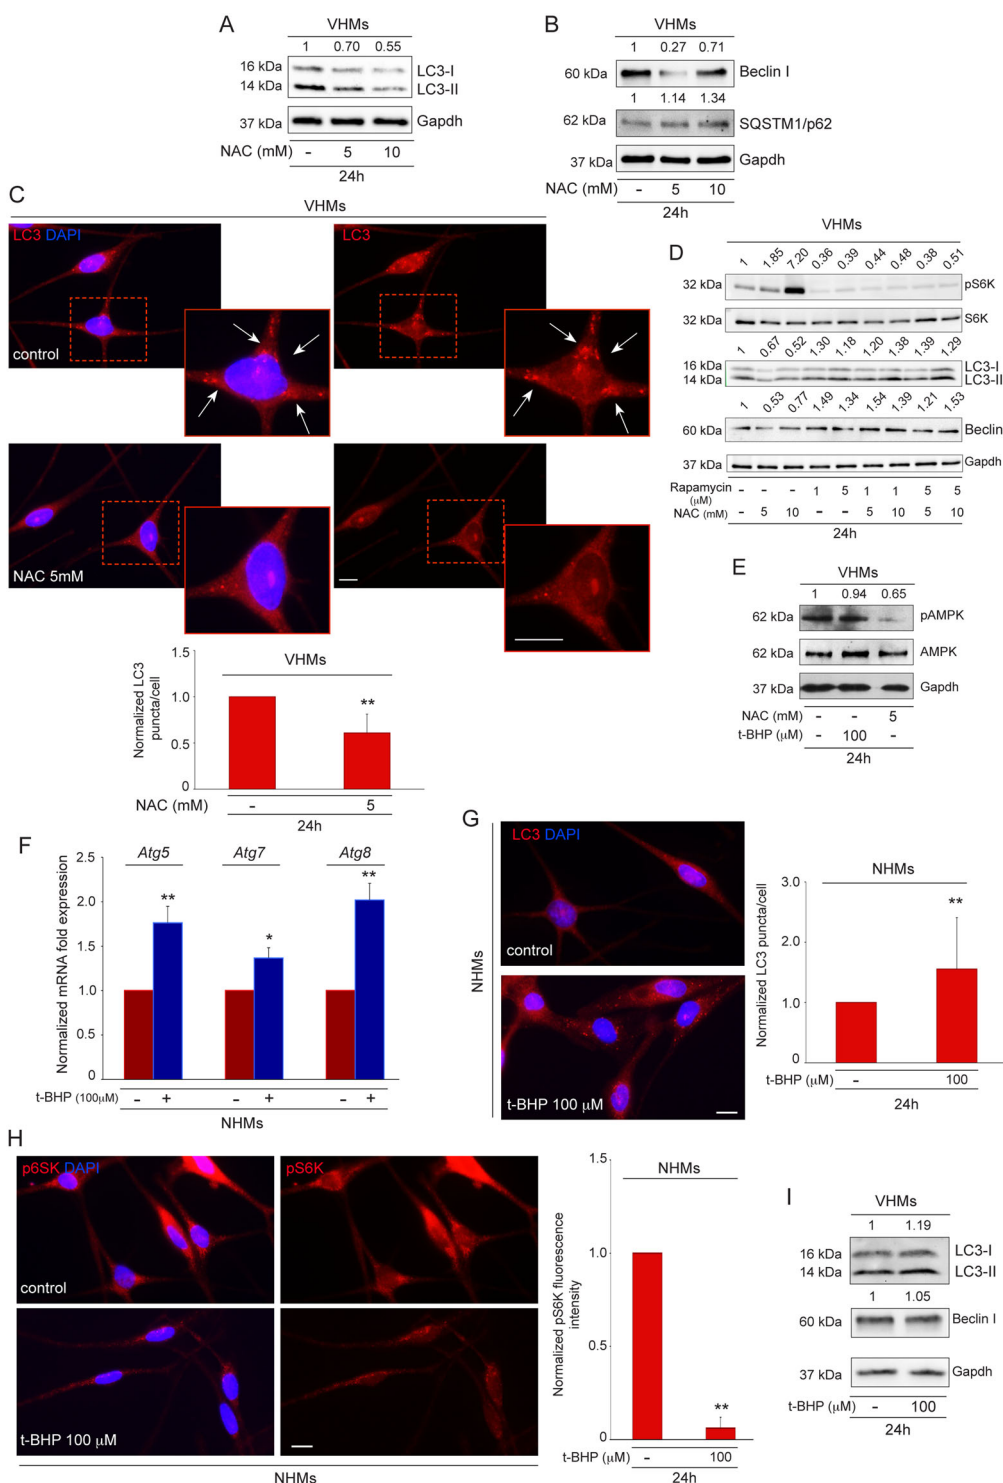 A
VHMs
1 0.70 0.55
16 kDa
LC3-I
14 kDa
LC3-II
37 kDa
Gapdh
NAC (mM) - 5 10
24h
B
VHMs
1 0.27 0.71
60 kDa
Beclin I
1 1.14 1.34
62 kDa
SQSTM1/p62
37 kDa
Gapdh
NAC (mM) - 5 10
24h
C
VHMs
LC3 DAPI
LC3
control
NAC 5mM
VHMs
Normalized LC3
puncta/cell
1.5
1.0
0.5
0
**
NAC (mM) - 5
24h
D
VHMs
1 1.85 7.20 0.36 0.39 0.44 0.48 0.38 0.51
32 kDa
pS6K
32 kDa
S6K
1 0.67 0.52 1.30 1.18 1.20 1.38 1.39 1.29
16 kDa
LC3-I
14 kDa
LC3-II
1 0.53 0.77 1.49 1.34 1.54 1.39 1.21 1.53
60 kDa
Beclin
37 kDa
Gapdh
Rapamycin
(μM) - - - 1 5 1 1 5 5
NAC (mM) - 5 10 - - 5 10 5 10
24h
E
VHMs
1 0.94 0.65
62 kDa
pAMPK
62 kDa
AMPK
37 kDa
Gapdh
NAC (mM) - - 5
t-BHP (μM) - 100 -
24h
F
Normalized mRNA fold expression
2.5
2.0
1.5
1.0
0.5
0
Atg5 Atg7 Atg8
** * **
t-BHP (100μM) - + - + - +
NHMs
G
NHMs
LC3 DAPI
control
t-BHP 100 μM
NHMs
Normalized LC3 puncta/cell
3.0
2.0
1.0
0
**
t-BHP
(μM) - 100
24h
H
p6SK DAPI
pS6K
control
t-BHP 100 μM
NHMs
NHMs
Normalized pS6K fluorescence
intensity
1.5
1.0
0.5
0
**
t-BHP (μM) - 100
24h
I
VHMs
1 1.19
16 kDa
LC3-I
14 kDa
LC3-II
1 1.05
60 kDa
Beclin I
37 kDa
Gapdh
t-BHP (μM) - 100
24h